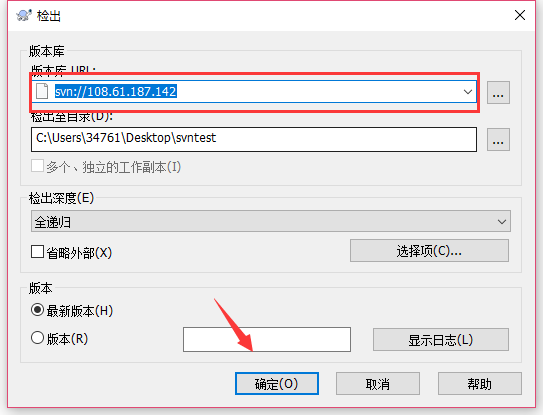 检出
版本库
版本库 URL:
svn://108.61.187.142
...
检出至目录(D):
C:\Users\34761\Desktop\svntest
...
多个、独立的工作副本(I)
检出深度(E)
全递归
省略外部(X)
选择项(C)...
版本
最新版本(H)
版本(R)
显示日志(L)
确定(O)
取消
帮助